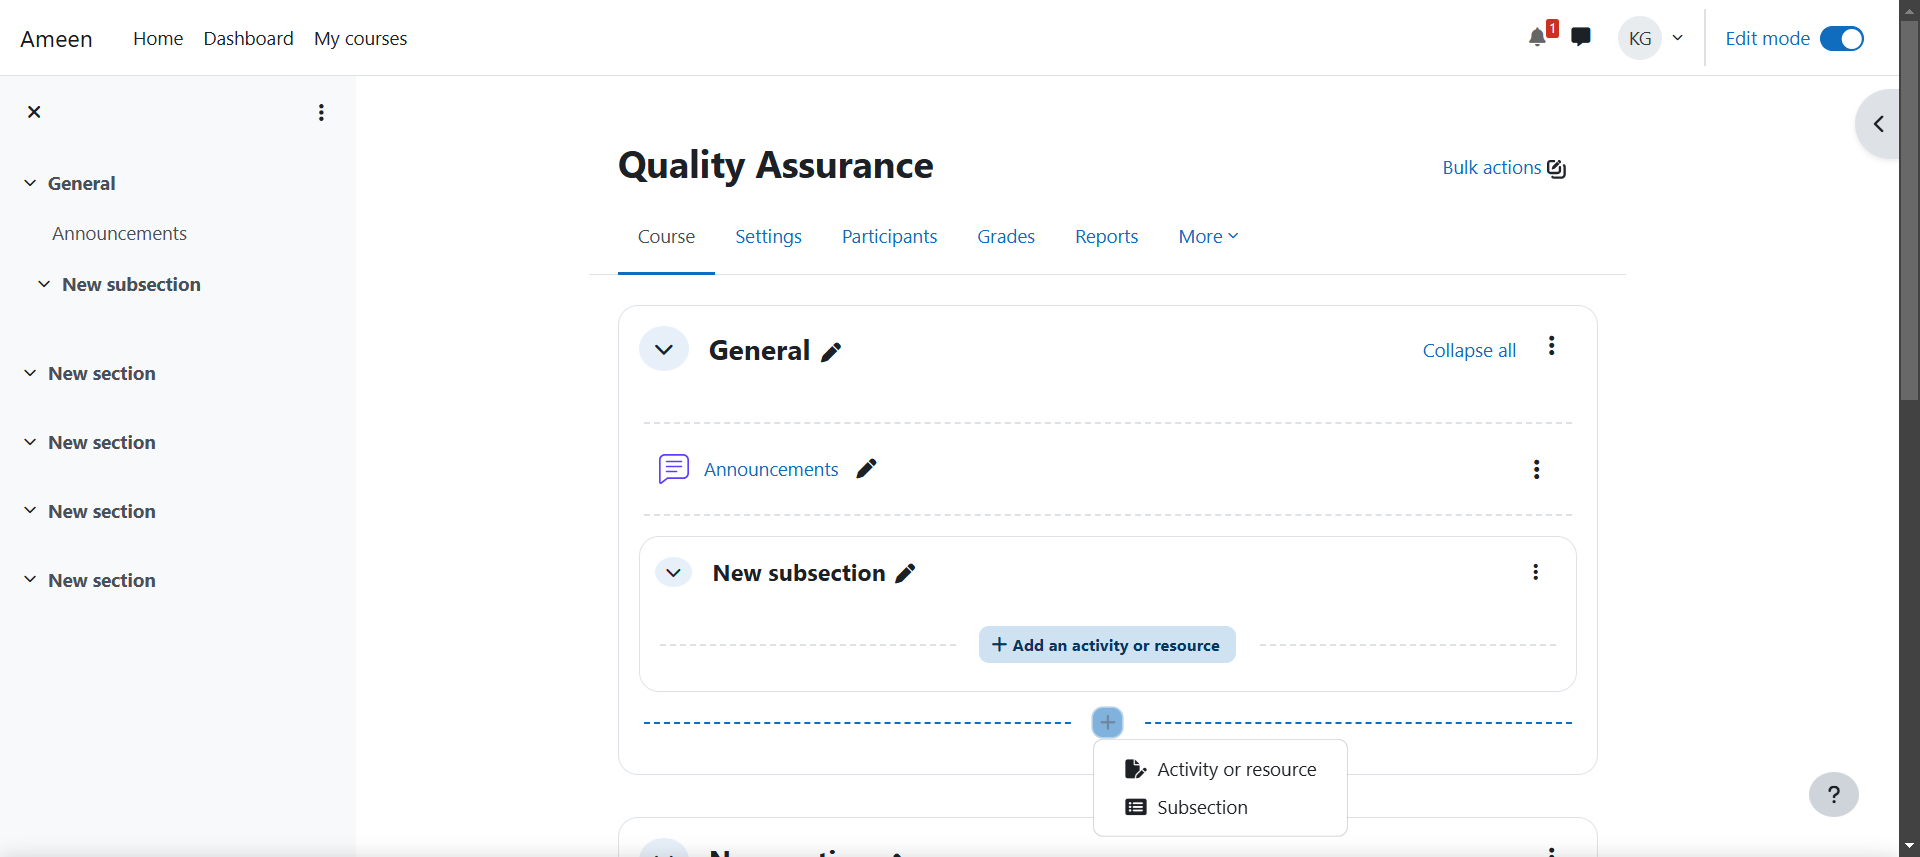 Ameen
Home
Dashboard
My courses
1
KG
Edit mode
General
Announcements
New subsection
New section
New section
New section
New section
Quality Assurance
Bulk actions
Course
Settings
Participants
Grades
Reports
More
General
Collapse all
Announcements
New subsection
Add an activity or resource
Activity or resource
Subsection
?